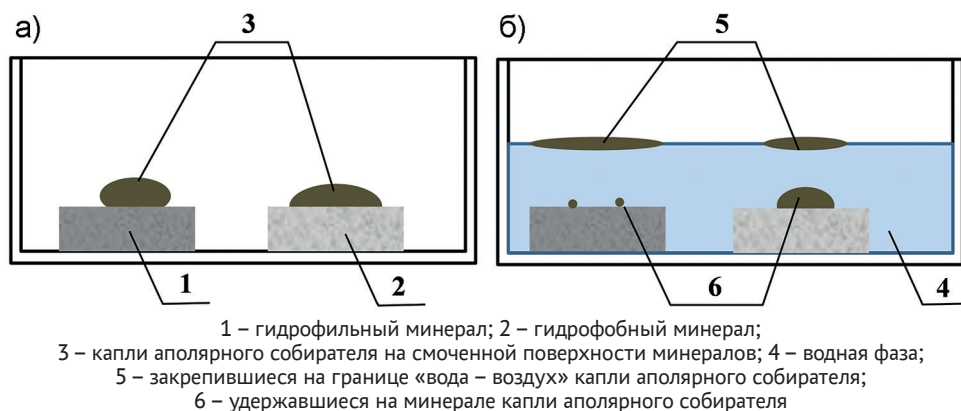 а)
3
б)
5
1
2
6
4
1 – гидрофильный минерал; 2 – гидрофобный минерал;
3 – капли аполярного собирателя на смоченной поверхности минералов; 4 – водная фаза;
5 – закрепившиеся на границе «вода – воздух» капли аполярного собирателя;
6 – удержавшиеся на минерале капли аполярного собирателя